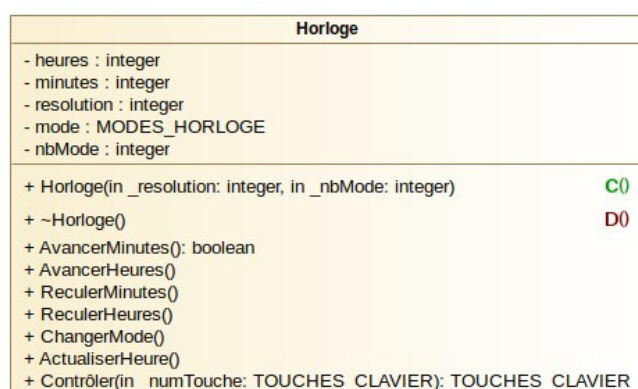 Horloge
- heures : integer
- minutes : integer
- resolution : integer
- mode : MODES_HORLOGE
- nbMode : integer
+ Horloge(in _resolution: integer, in _nbMode: integer) C()
+ ~Horloge() D()
+ AvancerMinutes(): boolean
+ AvancerHeures()
+ ReculerMinutes()
+ ReculerHeures()
+ ChangerMode()
+ ActualiserHeure()
+ Contrôler(in _numTouche: TOUCHES_CLAVIER): TOUCHES_CLAVIER